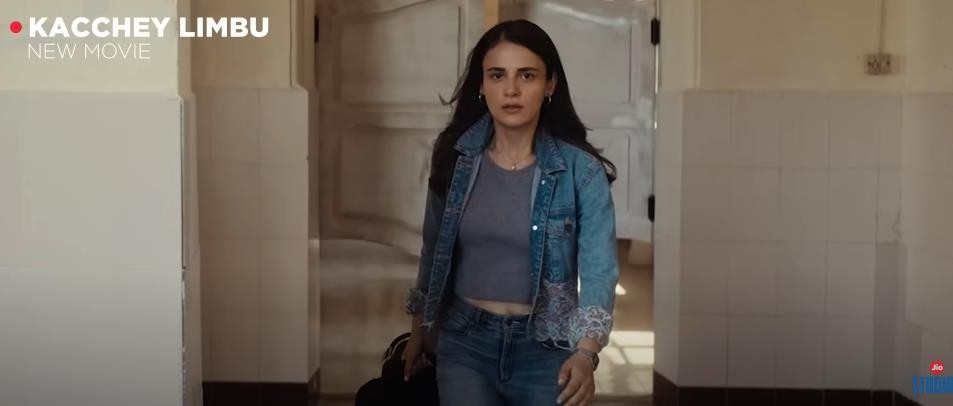 KACCHEY LIMBU
NEW MOVIE
Jio
STUDIOS